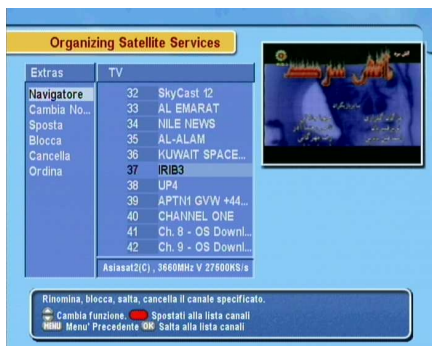 Organizing Satellite Services
Extras
TV
Navigatore
Cambia No...
Sposta
Blocca
Cancella
Ordina
32 SkyCast 12
33 AL EMARAT
34 NILE NEWS
35 AL-ALAM
36 KUWAIT SPACE...
37 IRIB3
38 UP4
39 APTN1 GVW +44...
40 CHANNEL ONE
41 Ch. 8 - OS Downl...
42 Ch. 9 - OS Downl...
Asiasat2(C) , 3660MHz V 27500KS/s
Rinomina, blocca, salta, cancella il canale specificato.
Cambia funzione. Spostati alla lista canali
MENU Menu' Precedente OK Salta alla lista canali